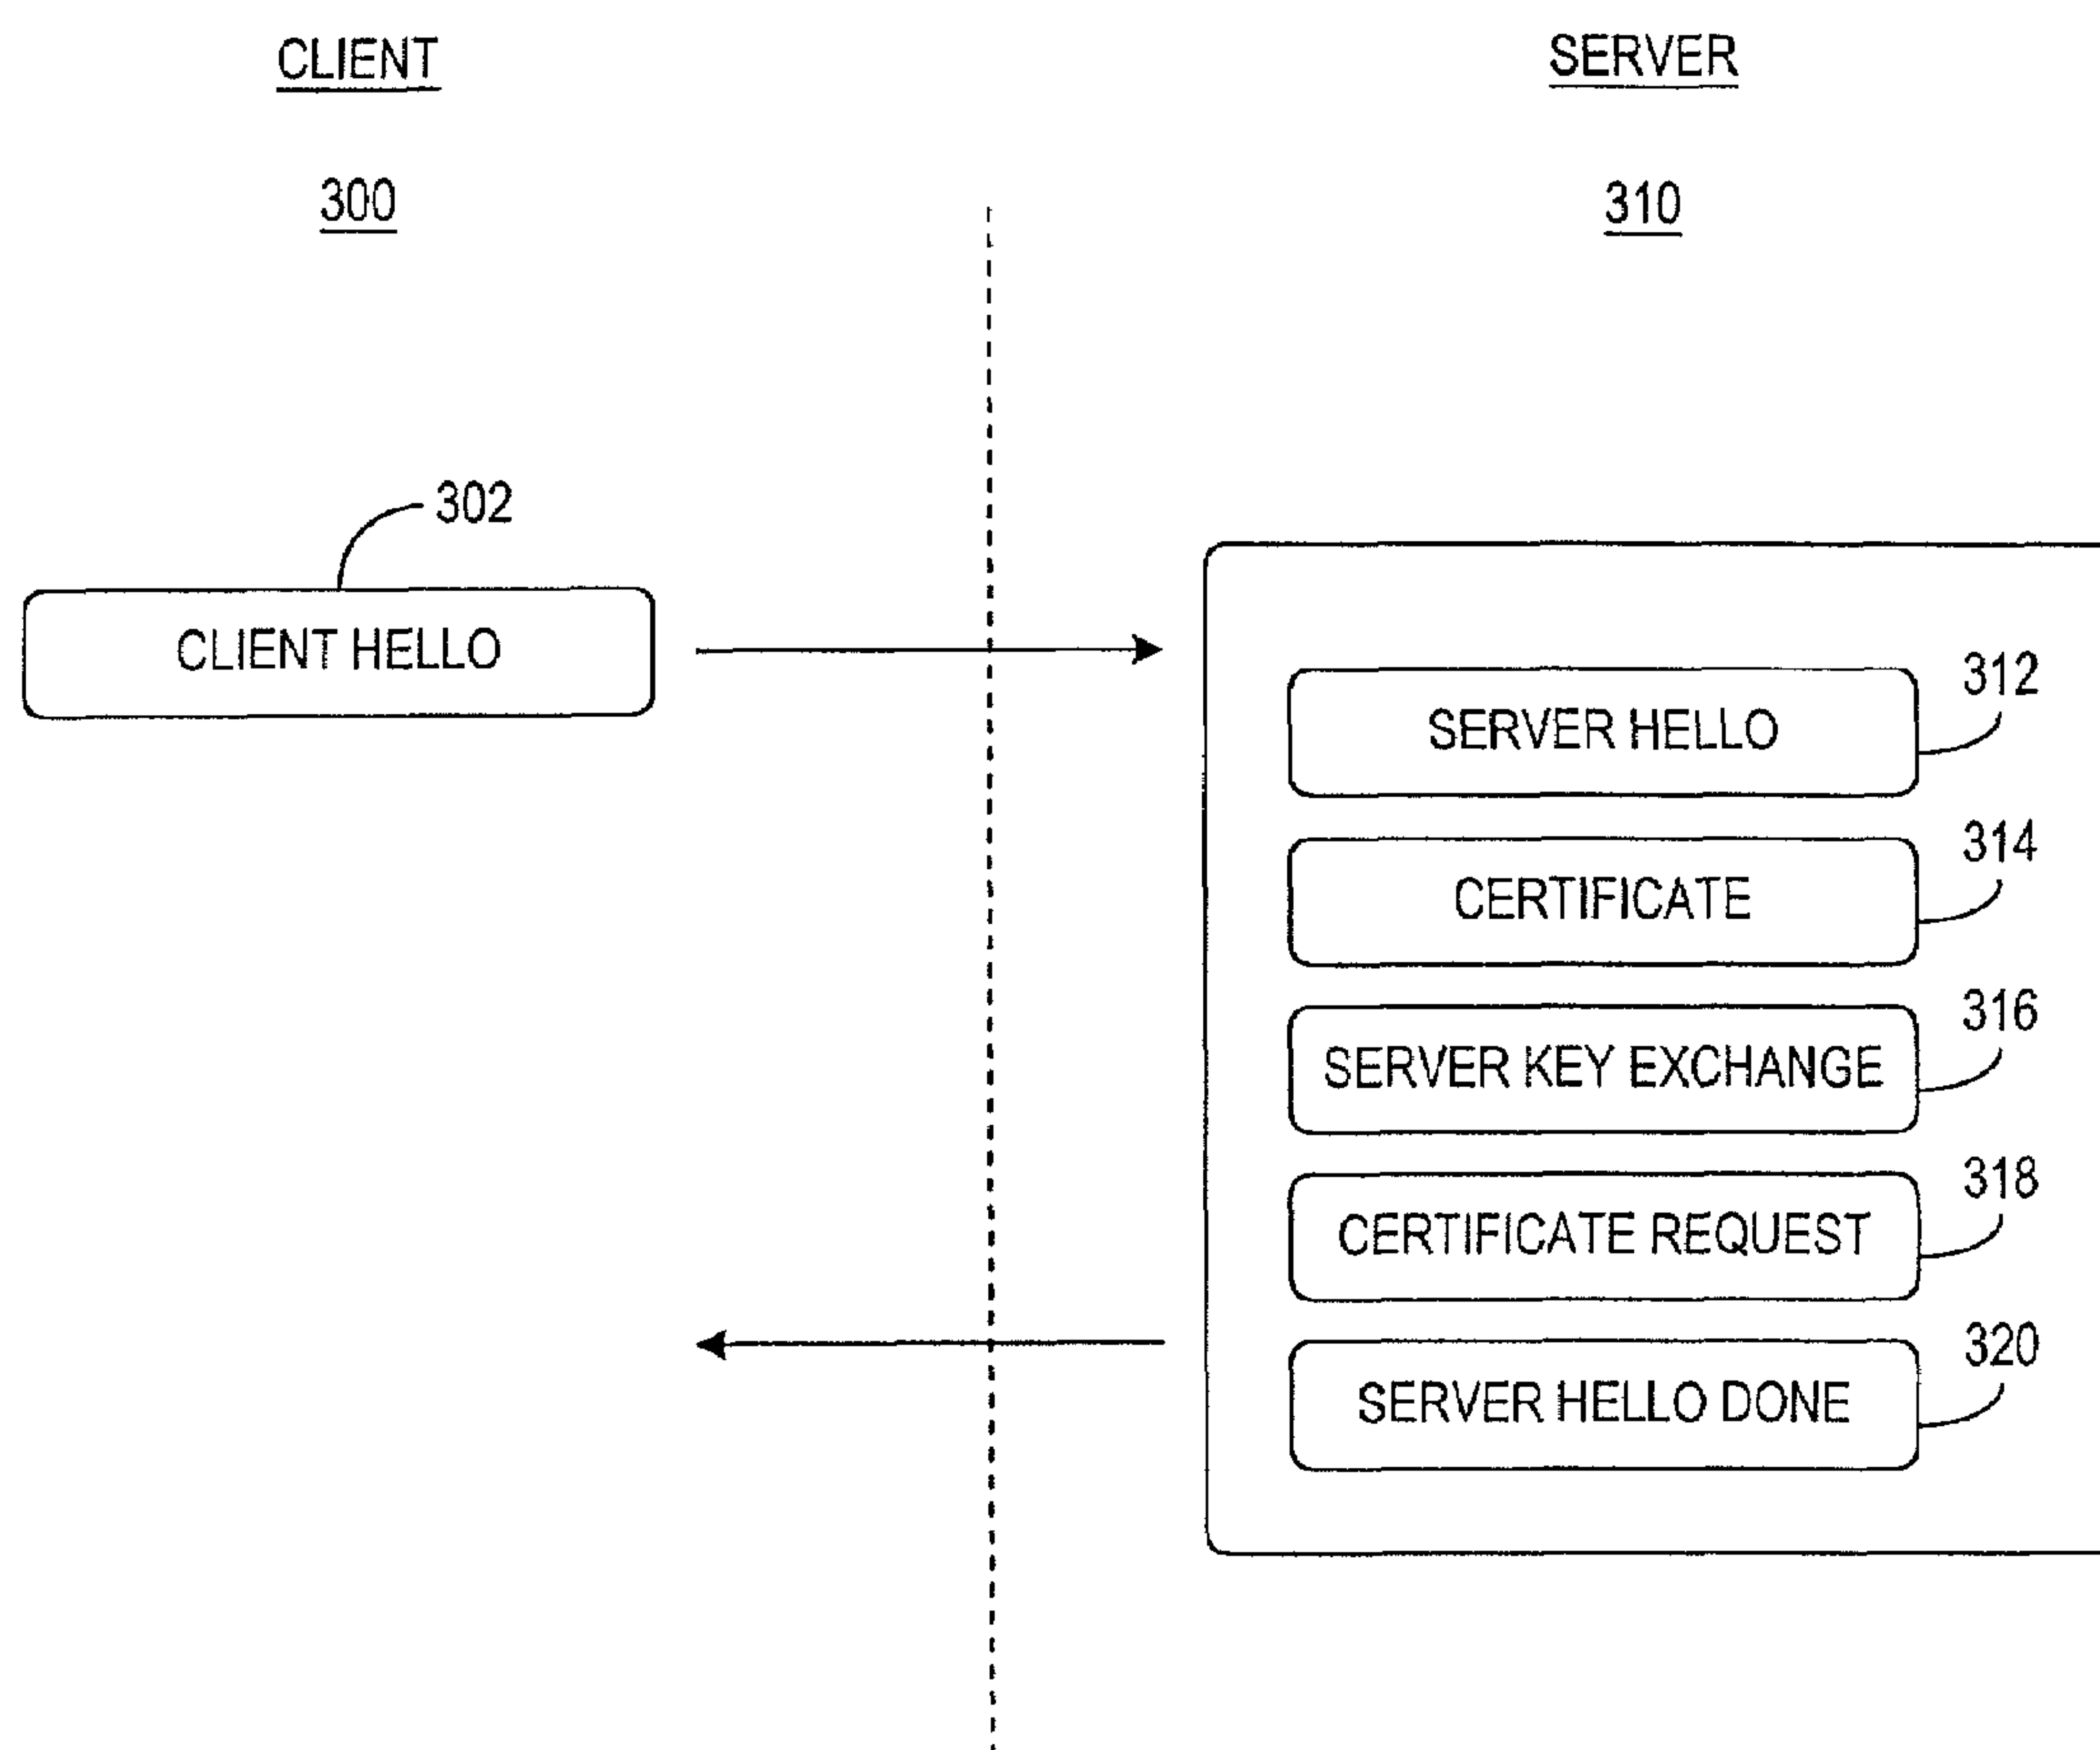 CLIENT
SERVER
300
310
302
CLIENT HELLO
312
SERVER HELLO
314
CERTIFICATE
316
SERVER KEY EXCHANGE
318
CERTIFICATE REQUEST
320
SERVER HELLO DONE